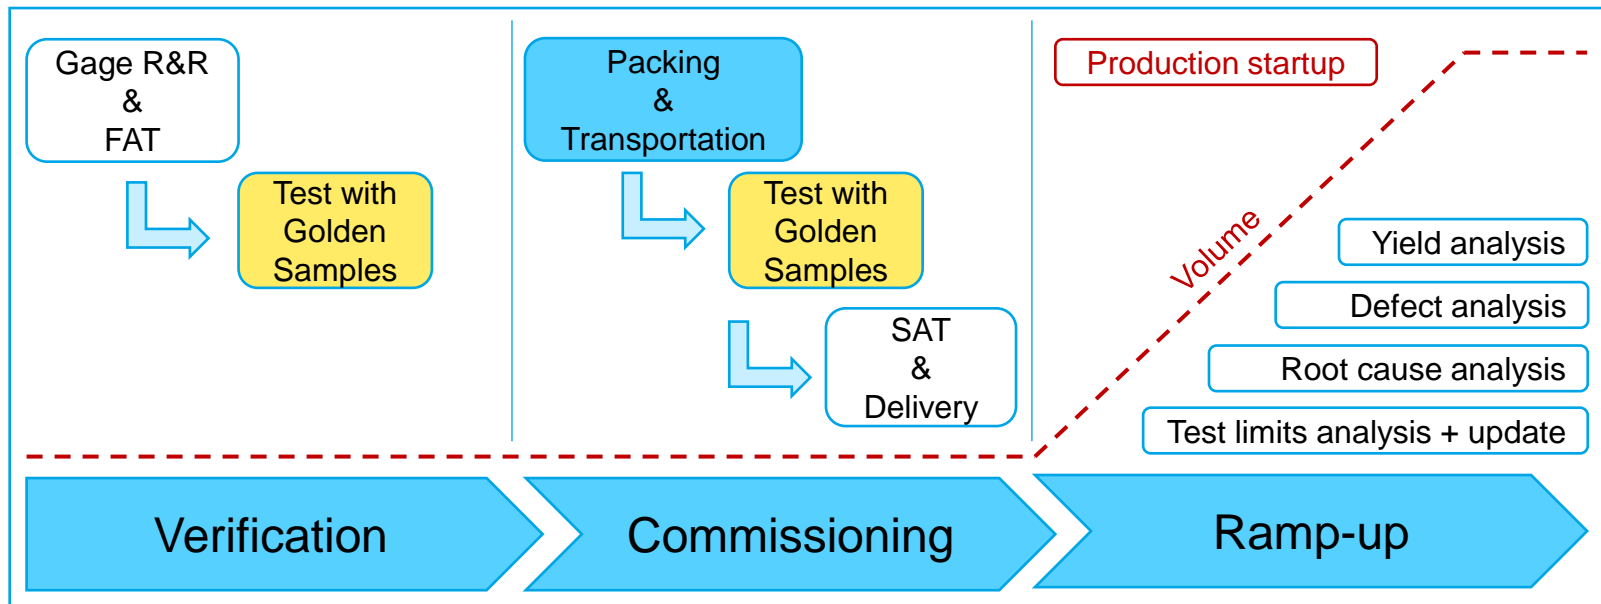 Gage R&R
&
FAT
Test with
Golden
Samples
Packing
&
Transportation
Test with
Golden
Samples
SAT
&
Delivery
Production startup
Volume
Yield analysis
Defect analysis
Root cause analysis
Test limits analysis + update
Verification
Commissioning
Ramp-up